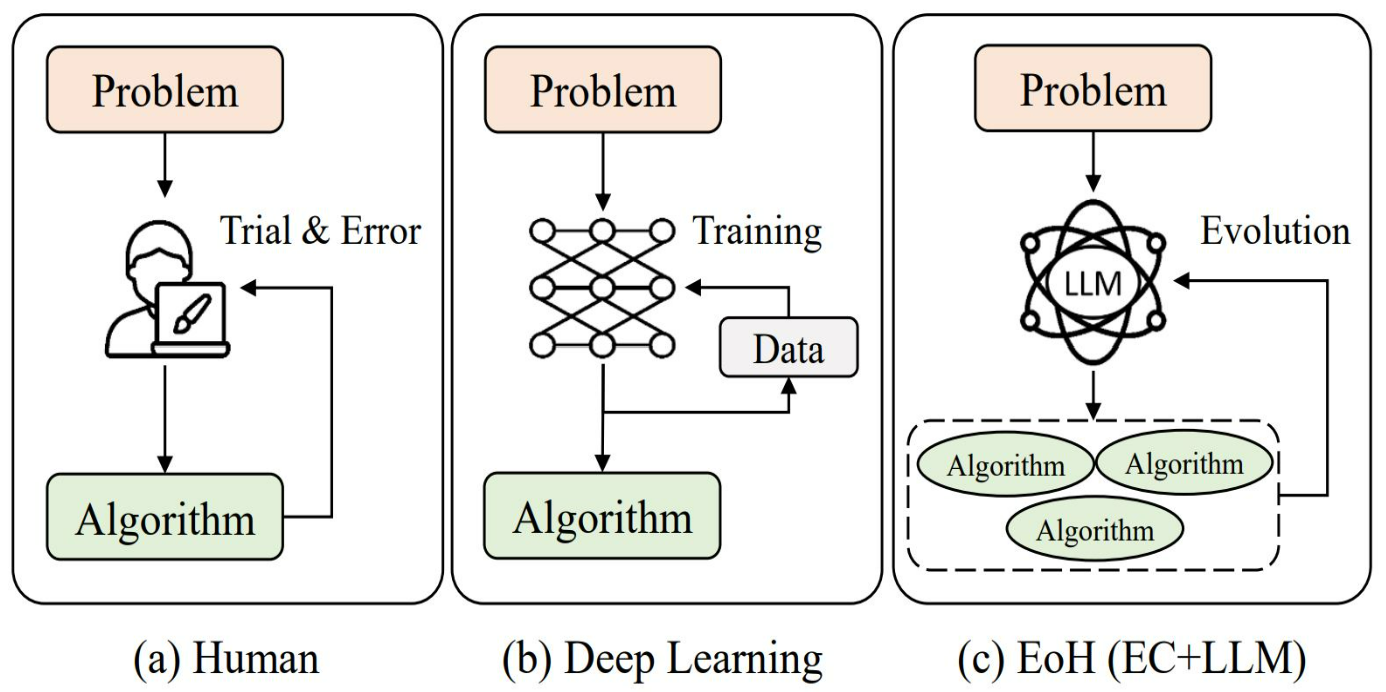 Problem
Trial & Error
Algorithm
(a) Human
Problem
Training
Data
Algorithm
(b) Deep Learning
Problem
Evolution
LLM
Algorithm
Algorithm
Algorithm
(c) EoH (EC+LLM)